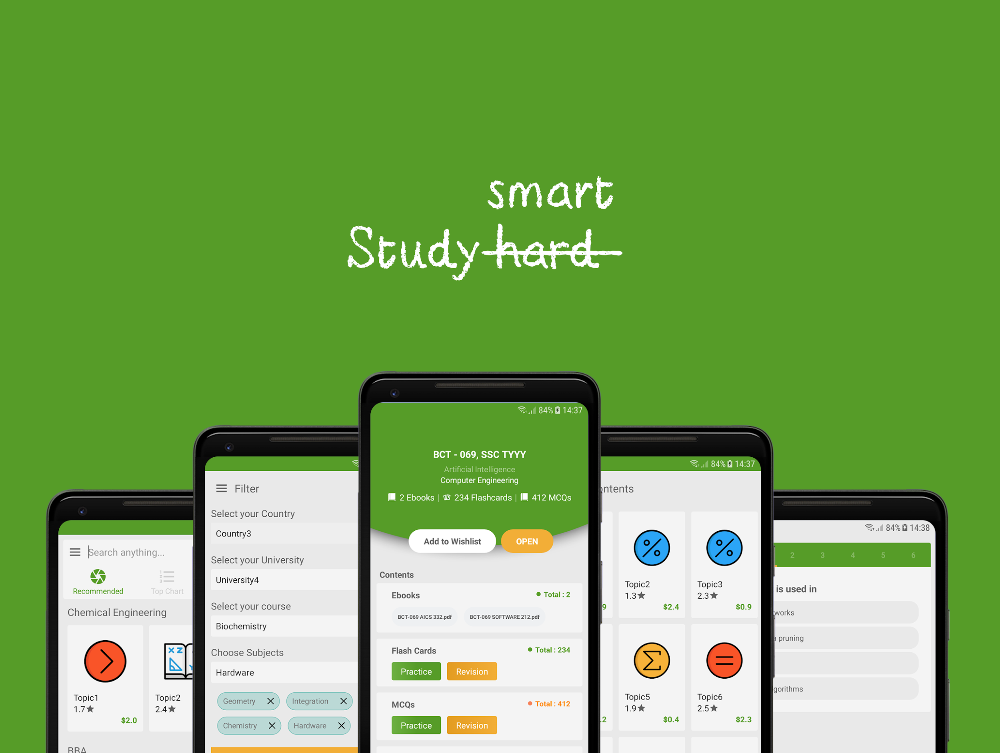 smart
Study hard
84% 14:37
BCT - 069, SSC TYYY
Artificial Intelligence
Computer Engineering
2 Ebooks | 234 Flashcards | 412 MCQs
Add to Wishlist OPEN
Contents
Ebooks Total : 2
BCT-069 AICS 332.pdf BCT-069 SOFTWARE 212.pdf
Flash Cards Total : 234
Practice Revision
MCQs Total : 412
Practice Revision
Filter
Select your Country
Country3
Select your University
University4
Select your course
Biochemistry
Choose Subjects
Hardware
Geometry Integration
Chemistry Hardware
Search anything...
1
2
3
Recommended Top Chart
Chemical Engineering
X Z
Topic1 Topic2
1.7 2.4
$2.0
BBA
84% 14:37
ontents
Topic2 Topic3
1.3 2.3
9 $2.4 $0.9
Topic5 Topic6
1.9 2.5
.2 $0.4 $2.3
84% 14:38
2 3 4 5 6
is used in
works
a pruning
gorithms